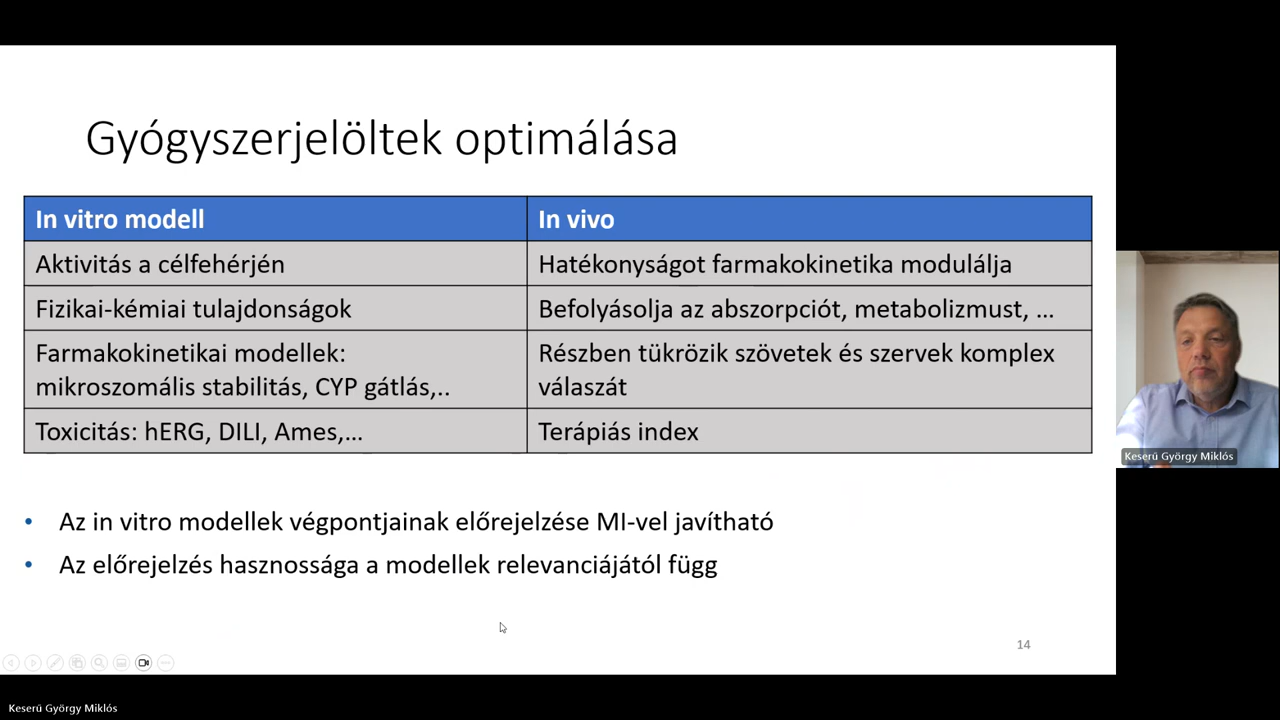 Gyógyszerjelöltek optimálása
In vitro modell
In vivo
Aktivitás a célfehérjén
Hatékonyságot farmakokinetika modulálja
Fizikai-kémiai tulajdonságok
Befolyásolja az abszorpciót, metabolizmust, ...
Farmakokinetikai modellek:
mikroszomális stabilitás, CYP gátlás,..
Részben tükrözik szövetek és szervek komplex
válaszát
Toxicitás: hERG, DILI, Ames,...
Terápiás index
• Az in vitro modellek végpontjainak előrejelzése MI-vel javítható
• Az előrejelzés hasznossága a modellek relevanciájától függ
14
Keserű György Miklós
Keserű György Miklós